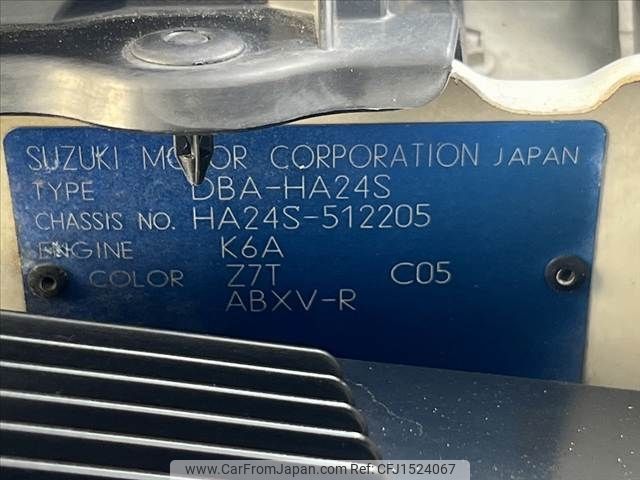 SUZUKI MOTOR CORPORATION JAPAN
TYPE DBA-HA24S
CHASSIS NO. HA24S-512205
ENGINE K6A
COLOR Z7T C05
ABXV-R
www.CarFromJapan.com | CFJ1524067